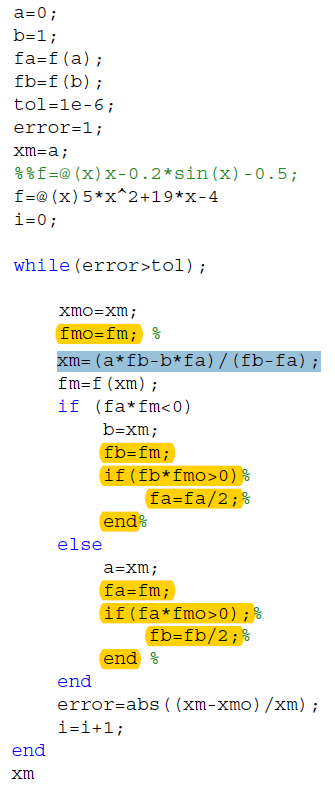 a=0;
b=1;
fa=f(a);
fb=f(b);
tol=1e-6;
error=1;
xm=a;
%%f=@(x)x-0.2*sin(x)-0.5;
f=@(x)5*x^2+19*x-4
i=0;
while(error>tol);
xmo=xm;
fmo=fm; %
xm=(a*fb-b*fa)/(fb-fa);
fm=f(xm);
if (fa*fm<0)
b=xm;
fb=fm;
if(fb*fmo>0)%
fa=fa/2;%
end%
else
a=xm;
fa=fm;
if(fa*fmo>0);%
fb=fb/2;%
end %
end
error=abs((xm-xmo)/xm);
i=i+1;
end
xm